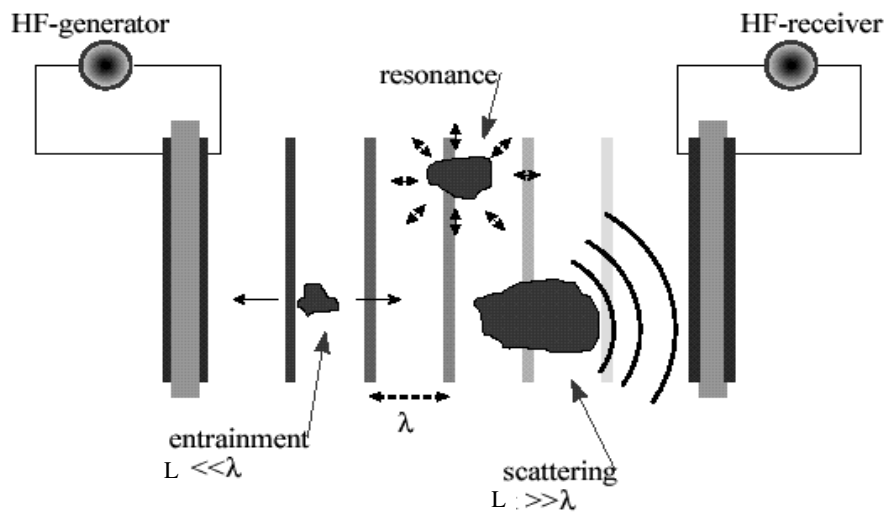 HF-generator
HF-receiver
resonance
λ
entrainment
L <<λ
scattering
L : >>λ